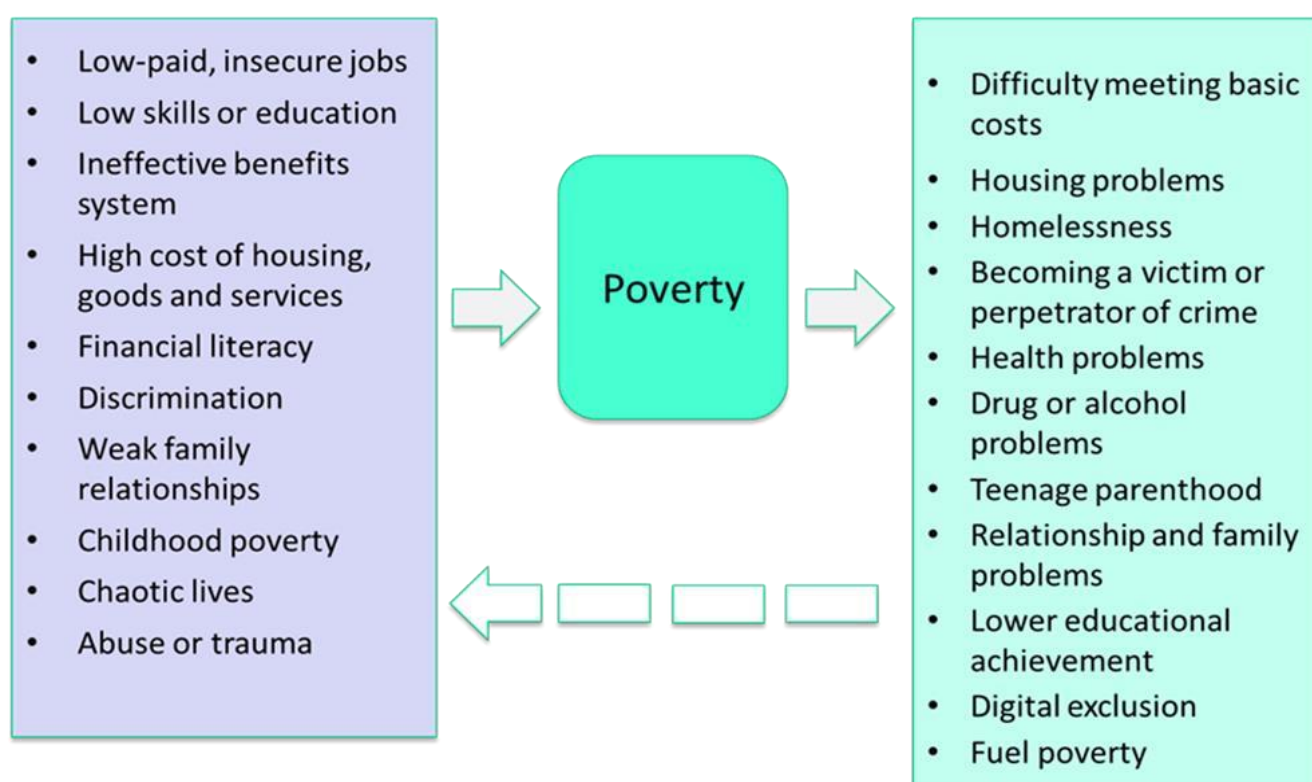 • Low-paid, insecure jobs
• Low skills or education
• Ineffective benefits
system
• High cost of housing,
goods and services
• Financial literacy
• Discrimination
• Weak family
relationships
• Childhood poverty
• Chaotic lives
• Abuse or trauma
Poverty
• Difficulty meeting basic
costs
• Housing problems
• Homelessness
• Becoming a victim or
perpetrator of crime
• Health problems
• Drug or alcohol
problems
• Teenage parenthood
• Relationship and family
problems
• Lower educational
achievement
• Digital exclusion
• Fuel poverty